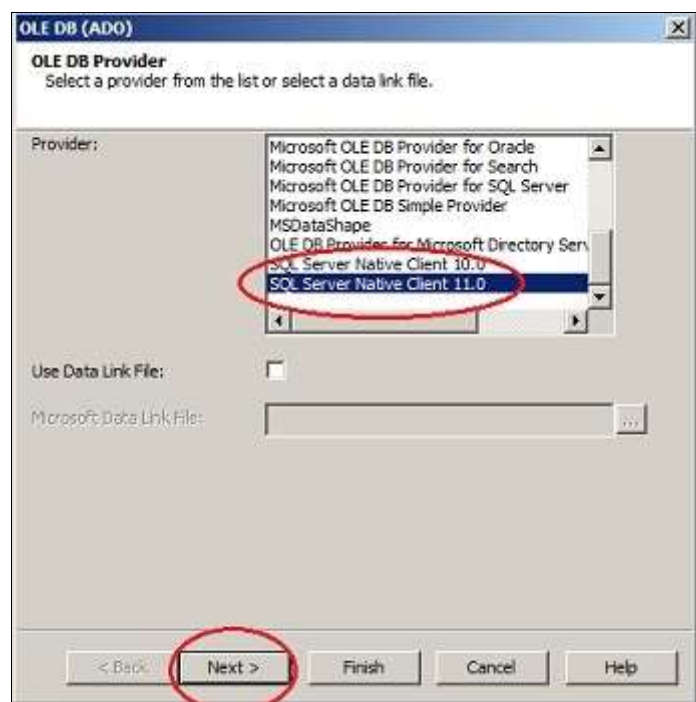 OLE DB (ADO)
OLE DB Provider
Select a provider from the list or select a data link file.
Provider:
Microsoft OLE DB Provider for Oracle
Microsoft OLE DB Provider for Search
Microsoft OLE DB Provider for SQL Server
Microsoft OLE DB Simple Provider
MSDataShape
OLE DB Provider for Microsoft Directory Serv
SQL Server Native Client 10.0
SQL Server Native Client 11.0
Use Data Link File:
Microsoft Data Link File:
...
< Back Next > Finish Cancel Help